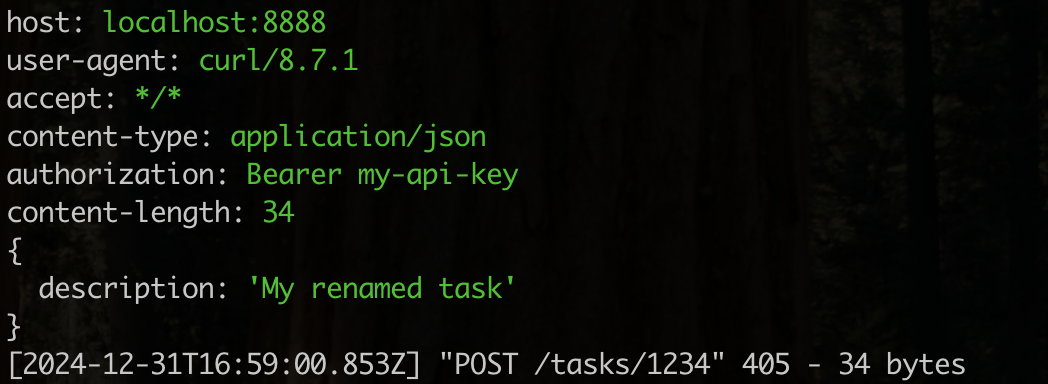 host: localhost:8888
user-agent: curl/8.7.1
accept: */*
content-type: application/json
authorization: Bearer my-api-key
content-length: 34
{
  description: 'My renamed task'
}
[2024-12-31T16:59:00.853Z] "POST /tasks/1234" 405 - 34 bytes